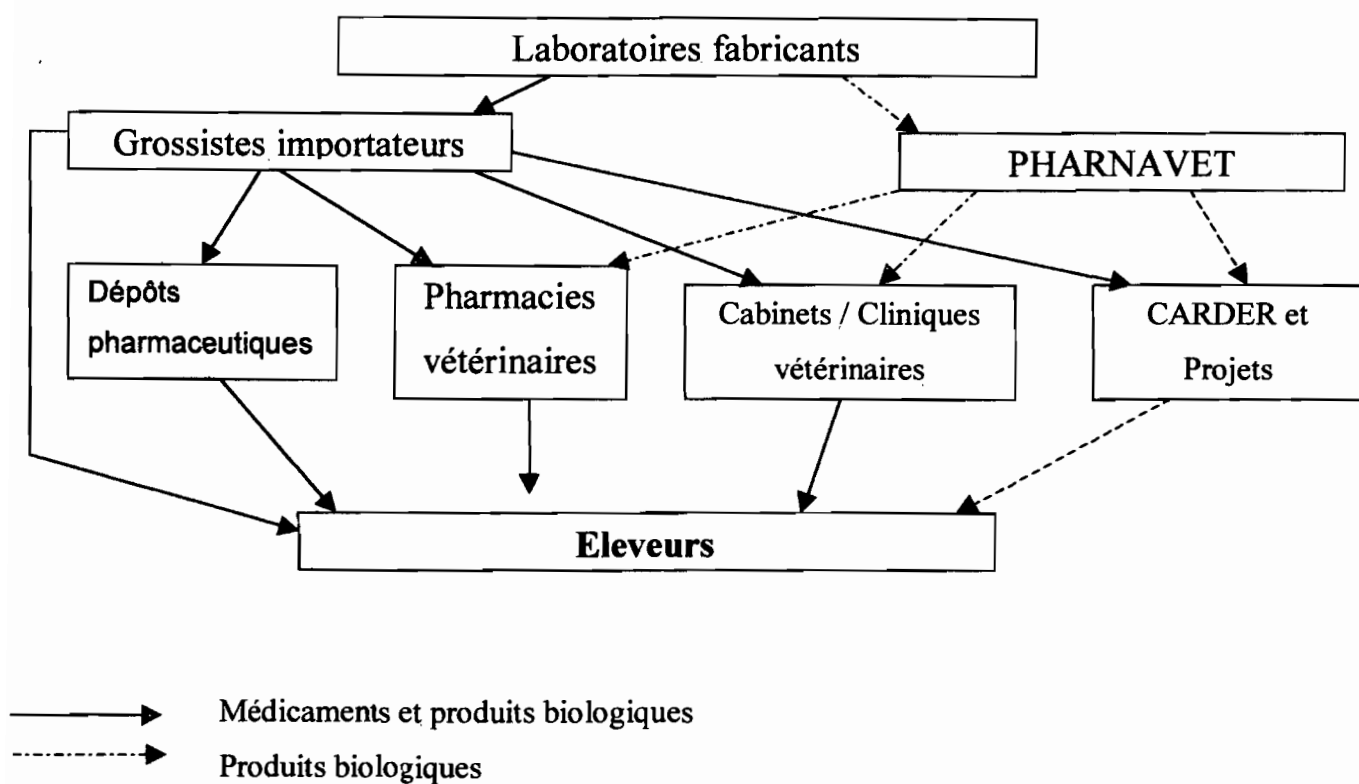 Laboratoires fabricants
Grossistes importateurs
PHARNAVET
Dépôts
pharmaceutiques
Pharmacies
vétérinaires
Cabinets / Cliniques
vétérinaires
CARDER et
Projets
Eleveurs
Médicaments et produits biologiques
Produits biologiques